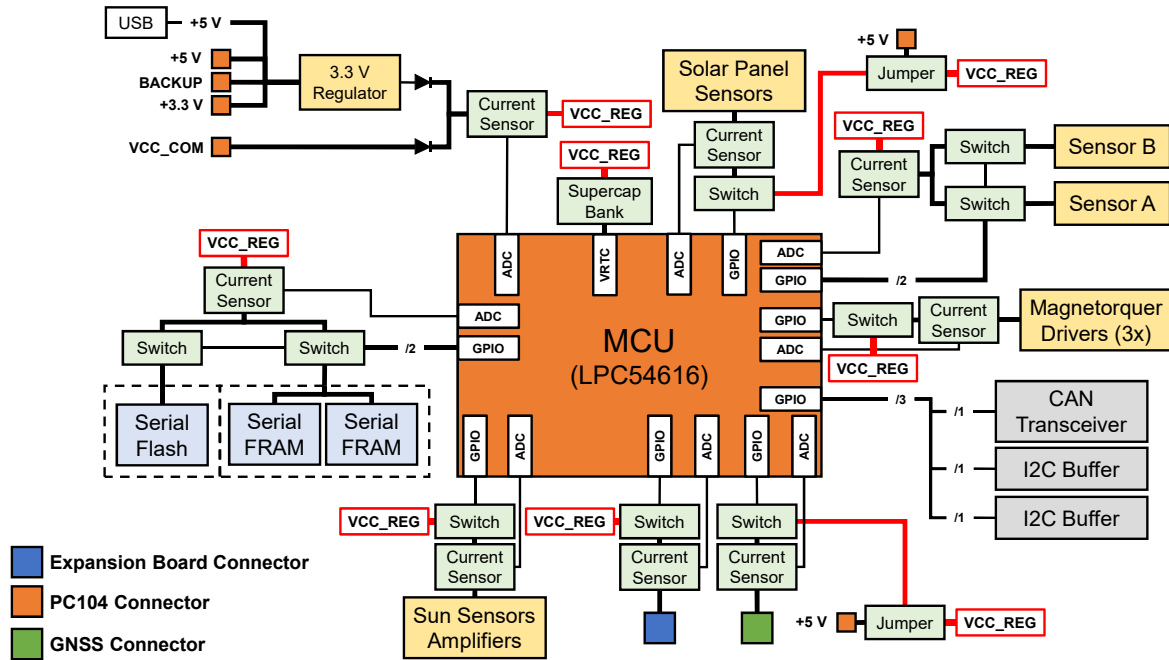 USB
+5 V
+5 V
BACKUP
+3.3 V
VCC_COM
3.3 V
Regulator
Current
Sensor
VCC_REG
VCC_REG
Supercap
Bank
Solar Panel
Sensors
Current
Sensor
Switch
+5 V
Jumper
VCC_REG
VCC_REG
Current
Sensor
Switch
Sensor B
Switch
Sensor A
ADC
VRTC
ADC
GPIO
ADC
GPIO
/2
VCC_REG
Current
Sensor
Switch
Switch
/2
ADC
GPIO
Serial
Flash
Serial
FRAM
Serial
FRAM
MCU
(LPC54616)
GPIO
ADC
Switch
Current
Sensor
VCC_REG
Magnetorquer
Drivers (3x)
GPIO
/3
/1
CAN
Transceiver
/1
I2C Buffer
/1
I2C Buffer
GPIO
ADC
GPIO
ADC
GPIO
ADC
VCC_REG
Switch
Current
Sensor
Sun Sensors
Amplifiers
VCC_REG
Switch
Current
Sensor
Switch
Current
Sensor
+5 V
Jumper
VCC_REG
Expansion Board Connector
PC104 Connector
GNSS Connector